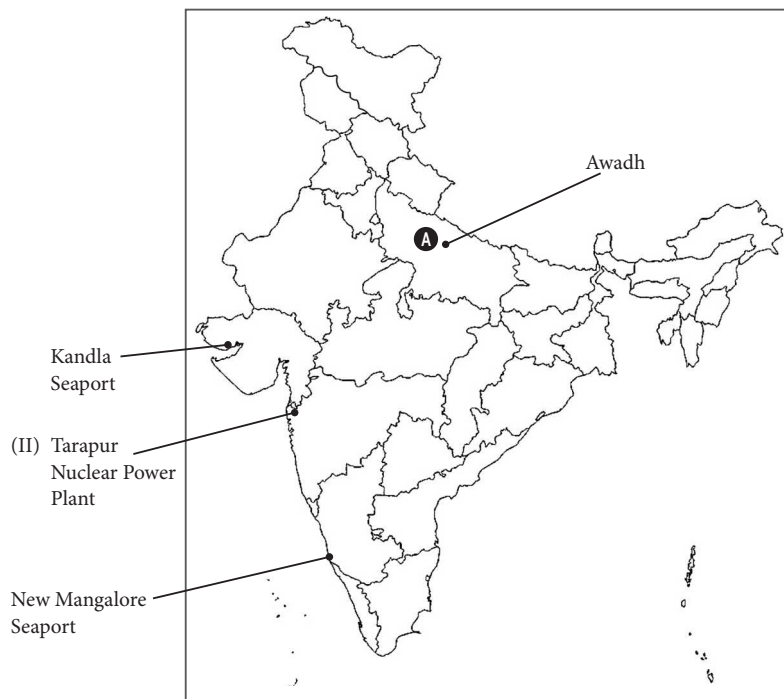 Awadh
A
Kandla
Seaport
(II) Tarapur
Nuclear Power
Plant
New Mangalore
Seaport